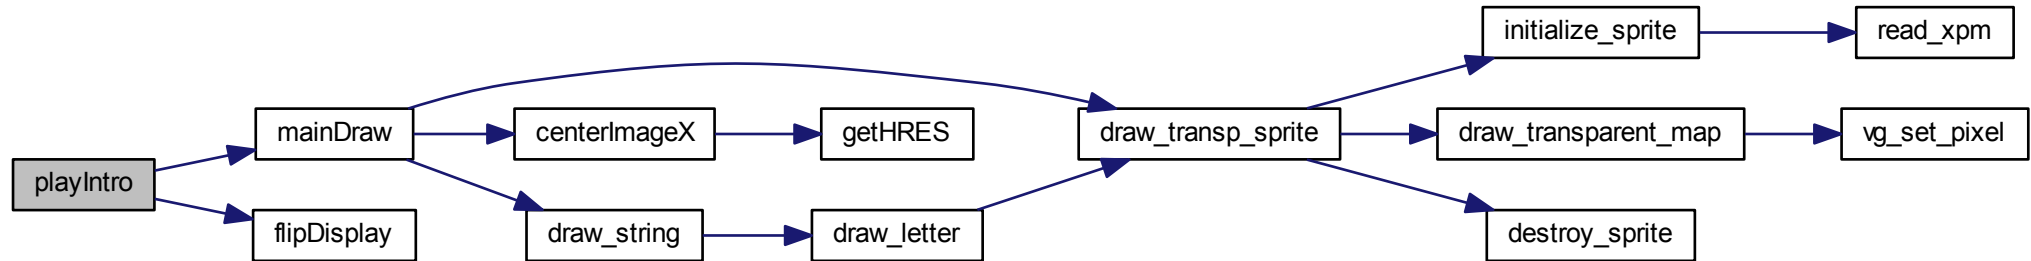 playIntro
mainDraw
flipDisplay
centerImageX
draw_string
getHRES
draw_letter
draw_transp_sprite
initialize_sprite
draw_transparent_map
destroy_sprite
read_xpm
vg_set_pixel